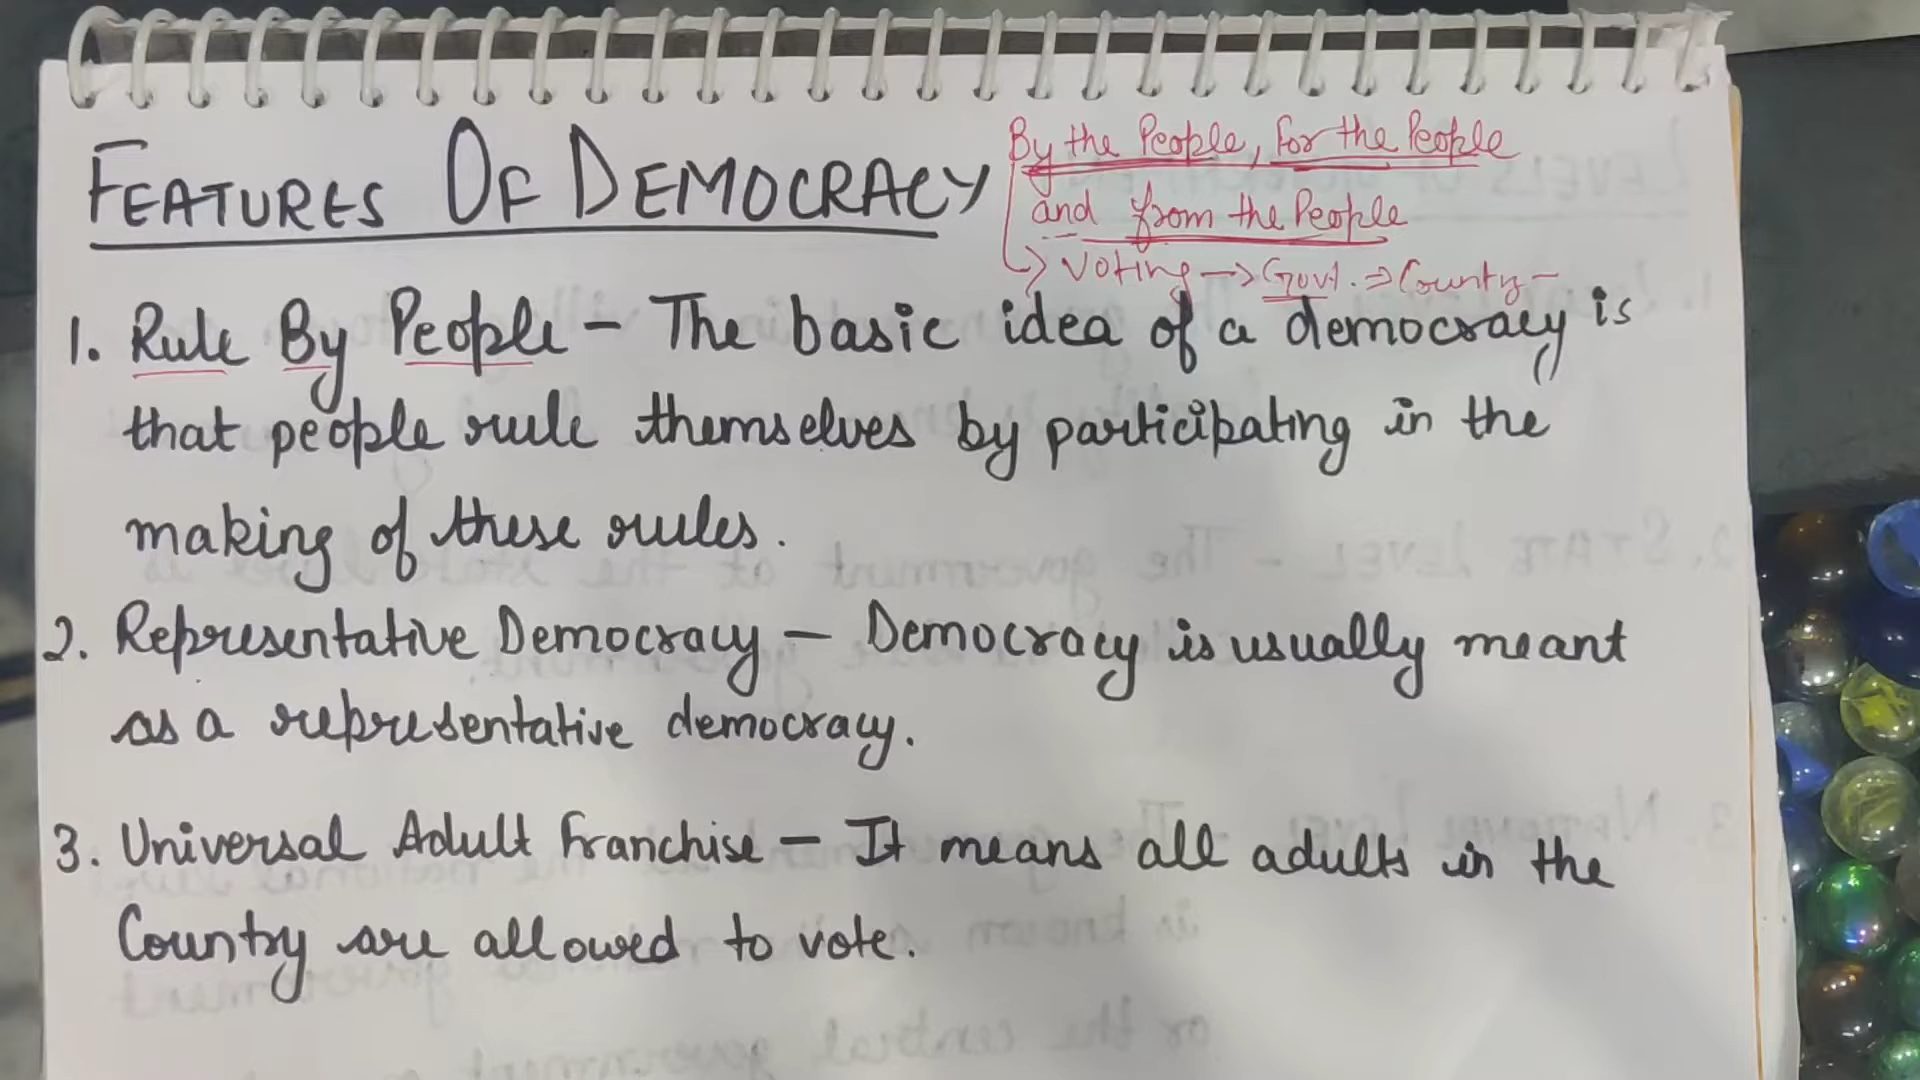 FEATURES OF DEMOCRACY
By the People, For the People
and from the People
→ Voting → Govt. ⇒ Country –
1. Rule By People – The basic idea of a democracy is
that people rule themselves by participating in the
making of these rules.
2. Representative Democracy – Democracy is usually meant
as a representative democracy.
3. Universal Adult Franchise – It means all adults in the
Country are allowed to vote.